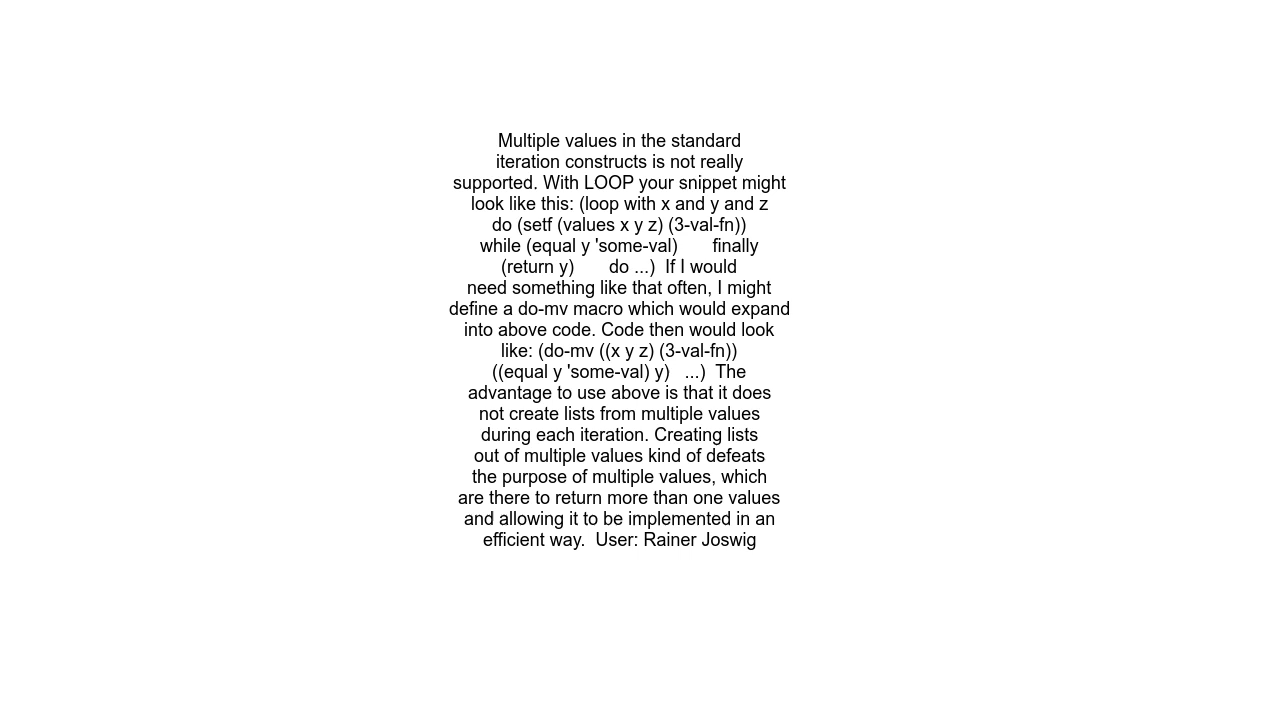 Multiple values in the standard
iteration constructs is not really
supported. With LOOP your snippet might
look like this: (loop with x and y and z
do (setf (values x y z) (3-val-fn))
while (equal y 'some-val)       finally
(return y)       do ...)  If I would
need something like that often, I might
define a do-mv macro which would expand
into above code. Code then would look
like: (do-mv ((x y z) (3-val-fn))
((equal y 'some-val) y)   ...)  The
advantage to use above is that it does
not create lists from multiple values
during each iteration. Creating lists
out of multiple values kind of defeats
the purpose of multiple values, which
are there to return more than one values
and allowing it to be implemented in an
efficient way.  User: Rainer Joswig